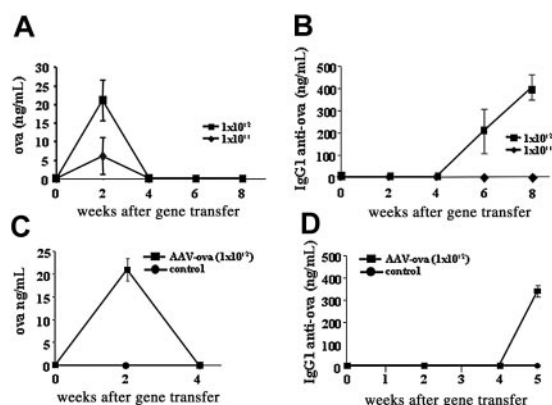 A
ova (ng/mL)
30
25
20
15
10
5
0
1x10¹²
1x10¹¹
0 2 4 6 8
weeks after gene transfer
B
IgG1 anti-ova (ng/mL)
500
400
300
200
100
0
1x10¹²
1x10¹¹
0 2 4 6 8
weeks after gene transfer
C
ova ng/mL
25
20
15
10
5
0
AAV-ova (1x10¹²)
control
0 2 4
weeks after gene transfer
D
IgG1 anti-ova (ng/mL)
400
300
200
100
0
AAV-ova (1x10¹²)
control
0 1 2 3 4 5
weeks after gene transfer